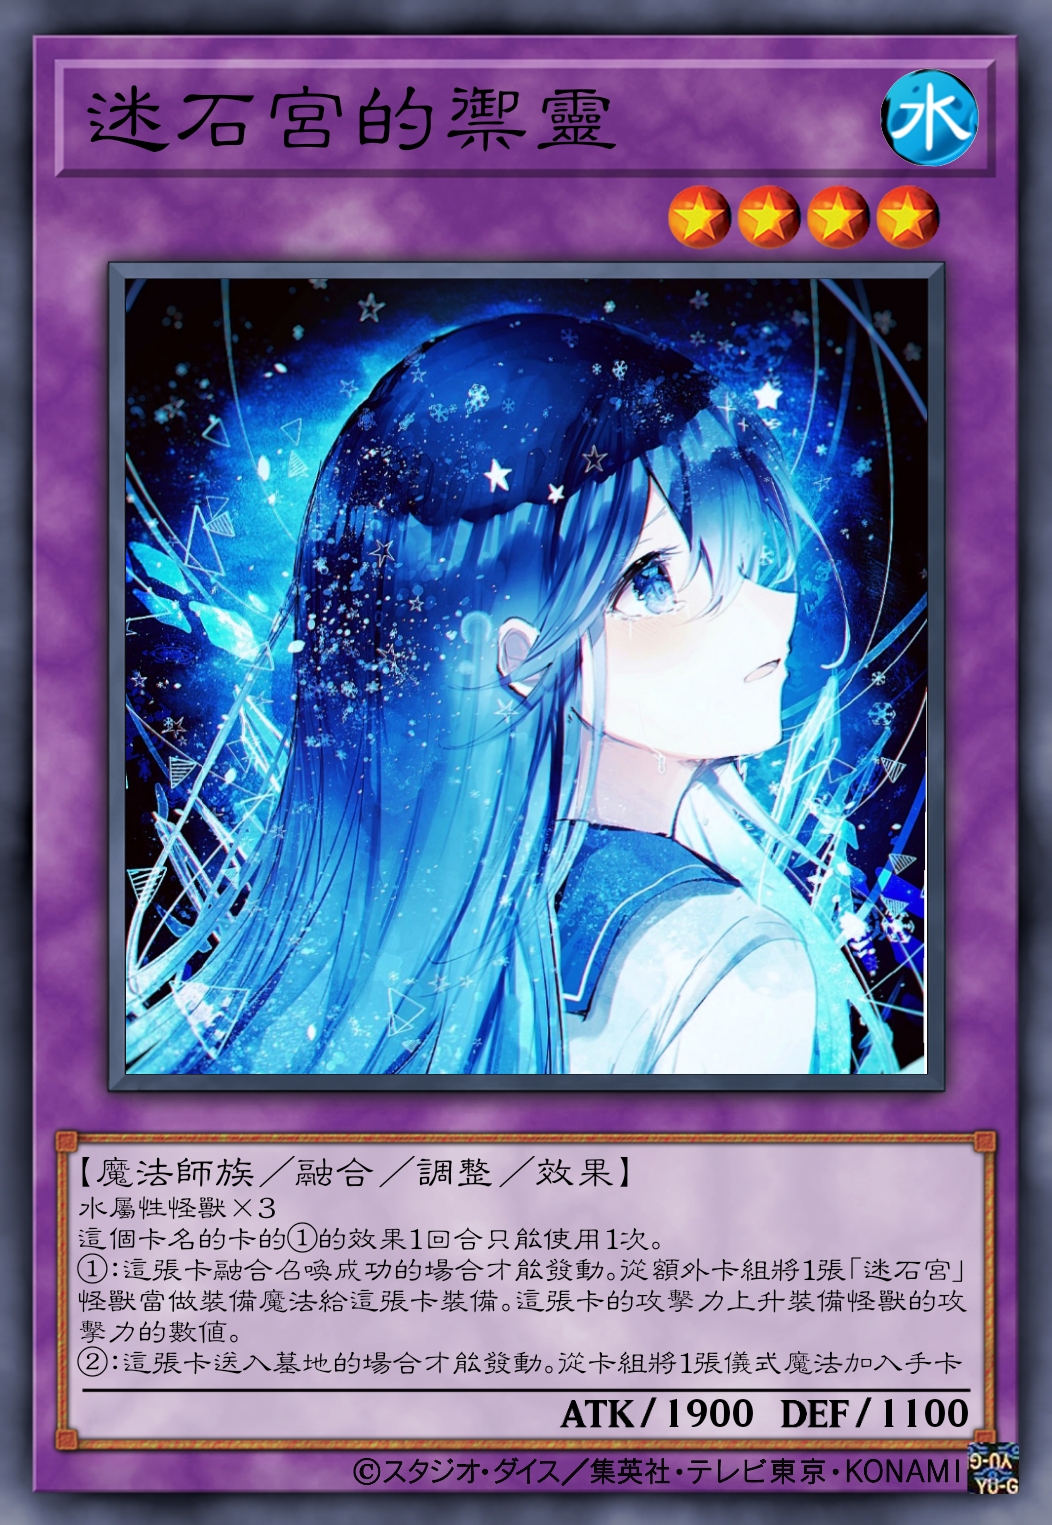 迷石宮的禦靈
水
【魔法師族／融合／調整／效果】
水屬性怪獸×3
這個卡名的卡的①的效果1回合只能使用1次。
①：這張卡融合召喚成功的場合才能發動。從額外卡組將1張「迷石宮」
怪獸當做裝備魔法給這張卡裝備。這張卡的攻擊力上升裝備怪獸的攻
擊力的數值。
②：這張卡送入墓地的場合才能發動。從卡組將1張儀式魔法加入手卡
ATK/1900 DEF/1100
©スタジオ・ダイス／集英社・テレビ東京・KONAMI
YU-G
YU-G